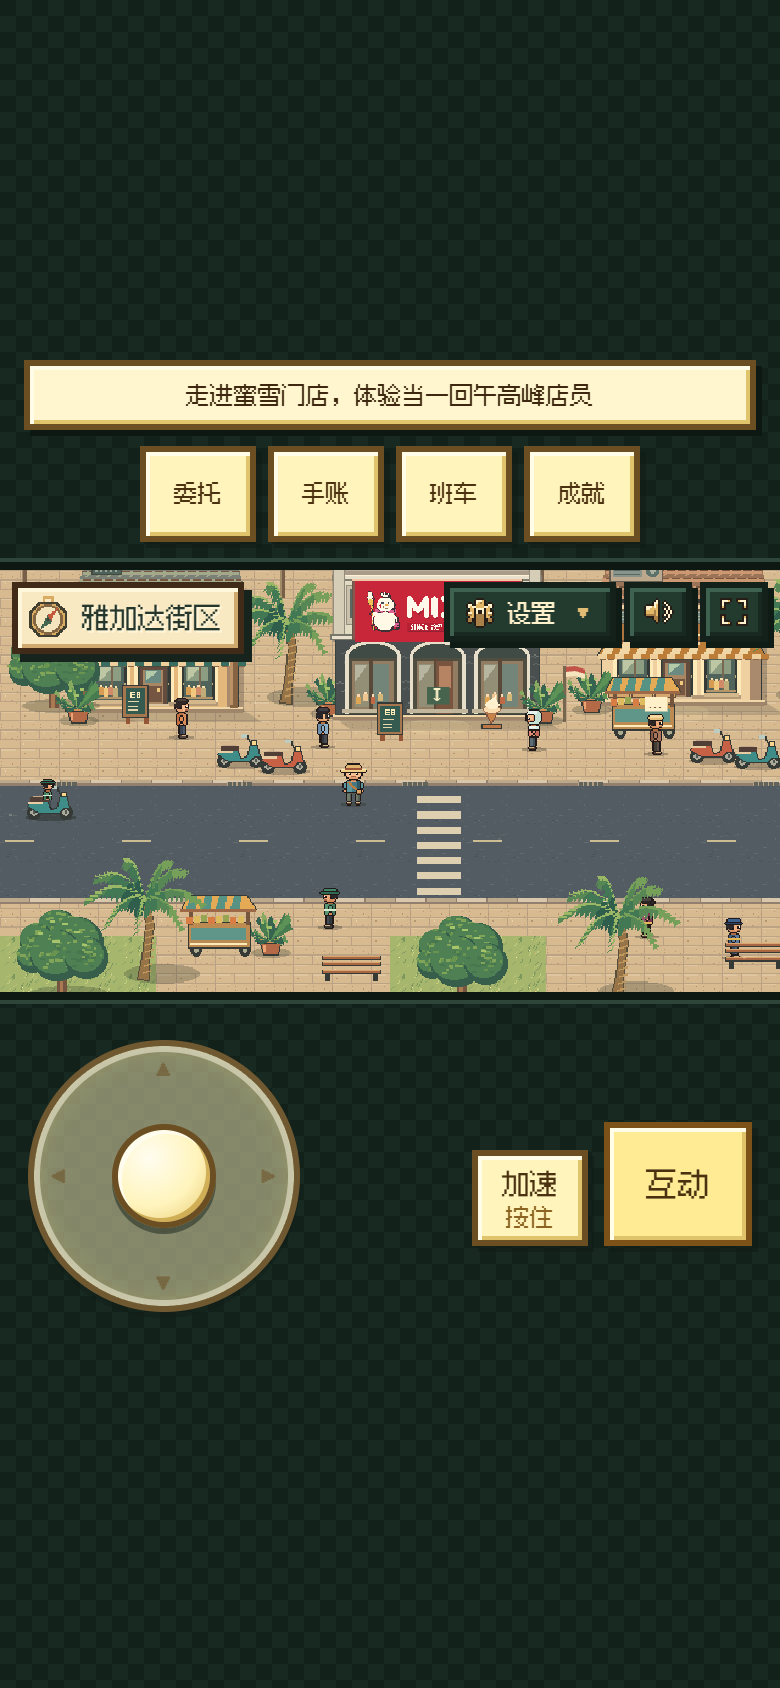 走进蜜雪门店，体验当一回午高峰店员
委托
手账
班车
成就
雅加达街区
设置
加速
按住
互动